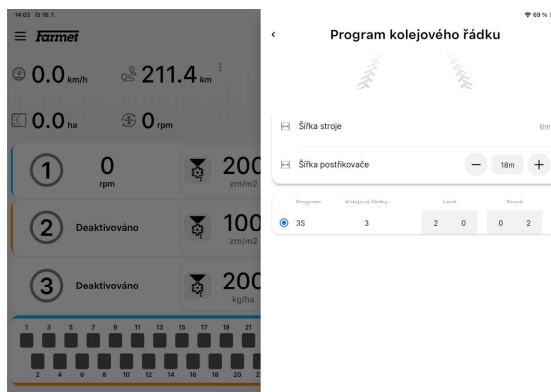 14:03 čt 16.1.
Farmet
0.0 km/h
211.4 km
0.0 ha
0 rpm
1
0
rpm
200
zrn/m2
2
Deaktivováno
100
zrn/m2
3
Deaktivováno
200
kg/ha
1 3 5 7 9 11 13 15 17 19 21
2 4 6 8 10 12 14 16 18 20
69 %
Program kolejového řádku
Šířka stroje
6m
Šířka postřikovače
18m
Program Kolejové řádky Levá Pravá
3S 3 2 0 0 2